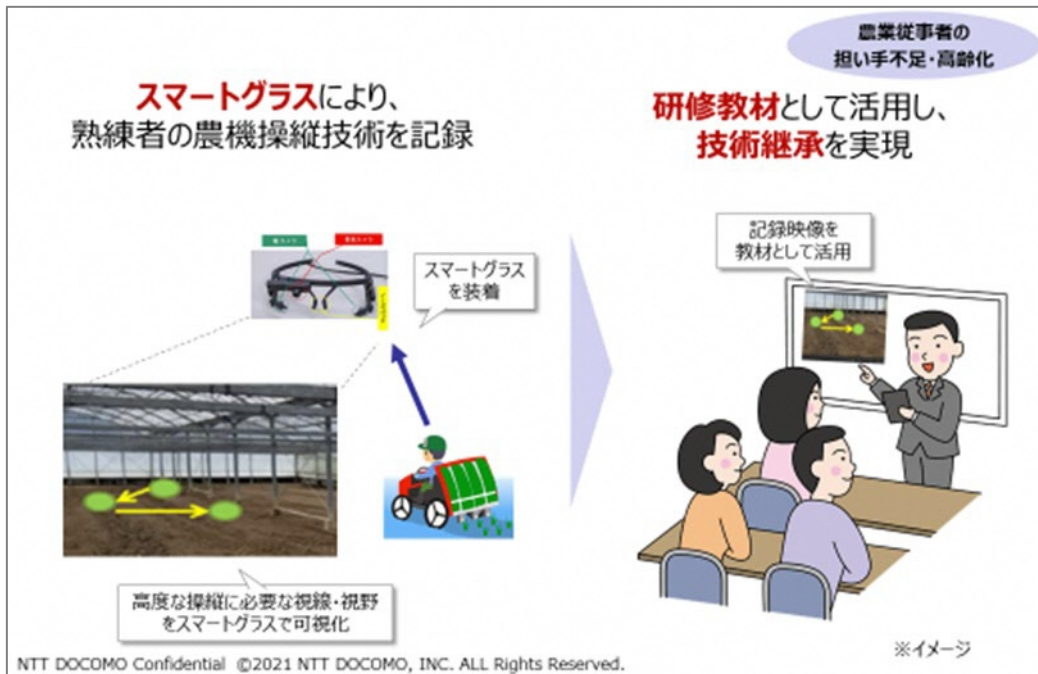 農業従事者の
担い手不足・高齢化
スマートグラスにより、
熟練者の農機操縦技術を記録
研修教材として活用し、
技術継承を実現
記録映像を
教材として活用
スマートグラス
を装着
高度な操縦に必要な視線・視野
をスマートグラスで可視化
※イメージ
NTT DOCOMO Confidential ©2021 NTT DOCOMO, INC. ALL Rights Reserved.